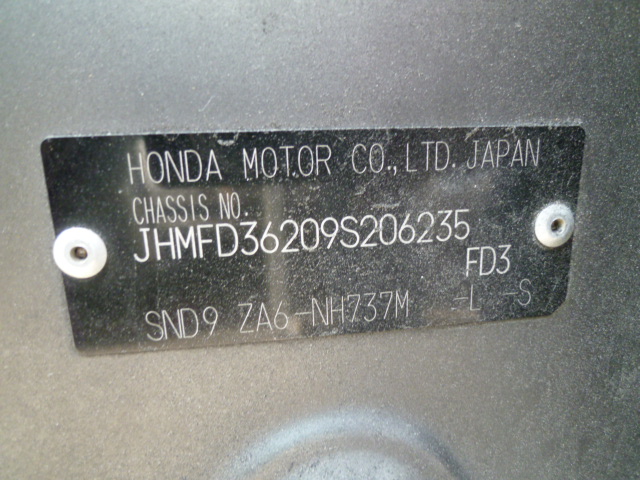 HONDA MOTOR CO., LTD. JAPAN
CHASSIS NO.
JHMFD36209S206235
FD3
SND9 ZA6-NH737M -L -S